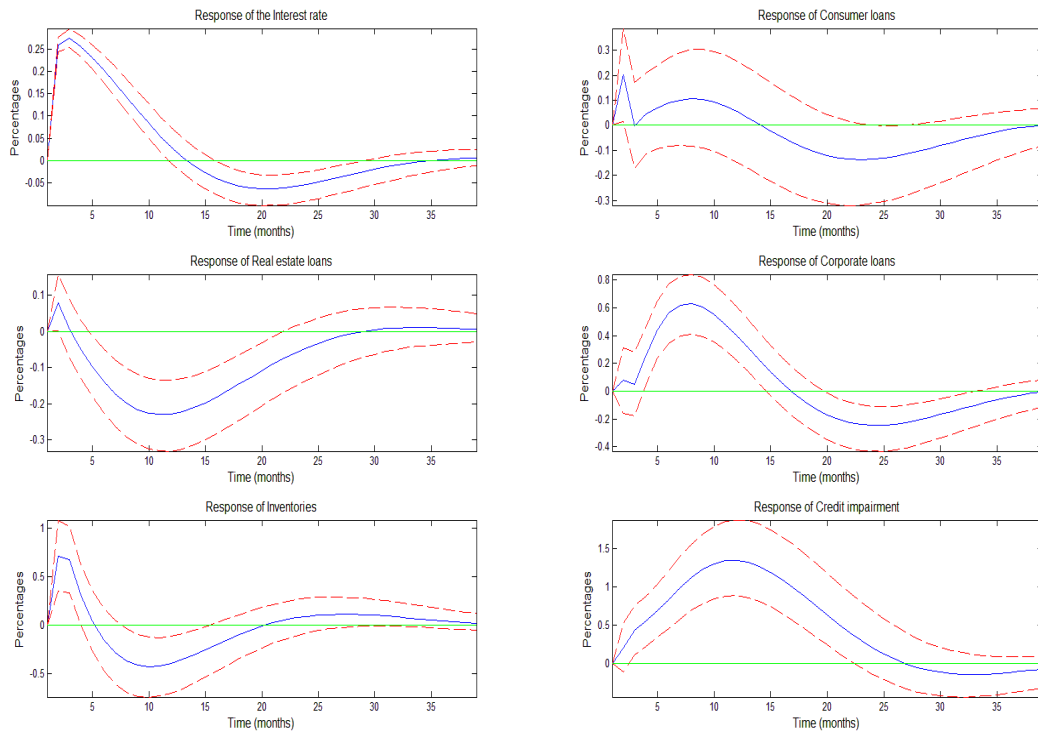 Response of the Interest rate
Percentages
0.25
0.2
0.15
0.1
0.05
0
-0.05
5 10 15 20 25 30 35
Time (months)
Response of Consumer loans
Percentages
0.3
0.2
0.1
0
-0.1
-0.2
-0.3
5 10 15 20 25 30 35
Time (months)
Response of Real estate loans
Percentages
0.1
0
-0.1
-0.2
-0.3
5 10 15 20 25 30 35
Time (months)
Response of Corporate loans
Percentages
0.8
0.6
0.4
0.2
0
-0.2
-0.4
5 10 15 20 25 30 35
Time (months)
Response of Inventories
Percentages
1
0.5
0
-0.5
5 10 15 20 25 30 35
Time (months)
Response of Credit impairment
Percentages
1.5
1
0.5
0
5 10 15 20 25 30 35
Time (months)